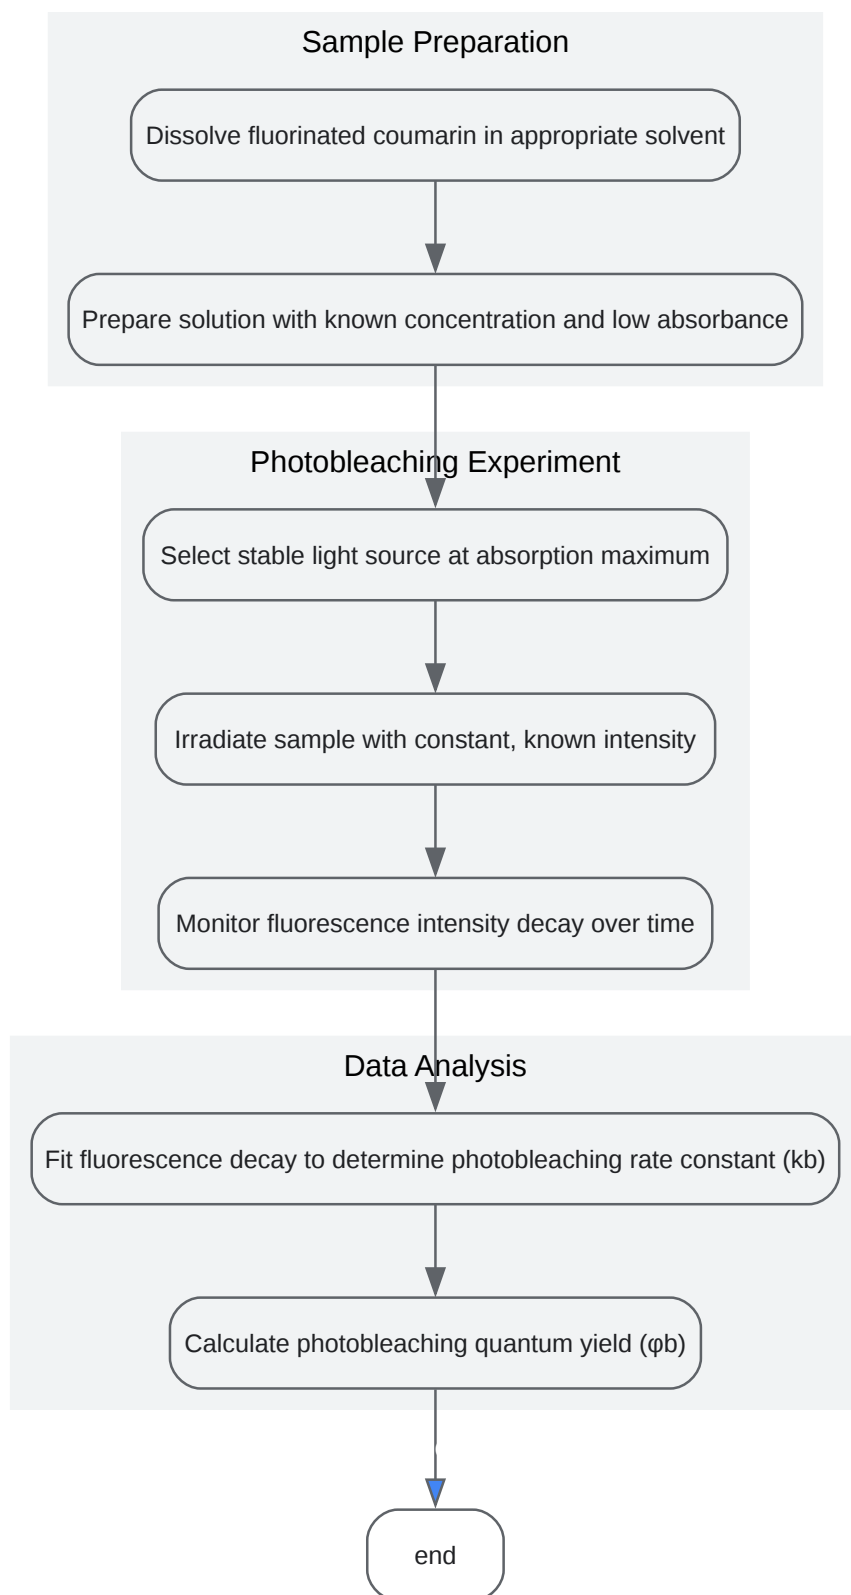 Sample Preparation
Dissolve fluorinated coumarin in appropriate solvent
Prepare solution with known concentration and low absorbance
Photobleaching Experiment
Select stable light source at absorption maximum
Irradiate sample with constant, known intensity
Monitor fluorescence intensity decay over time
Data Analysis
Fit fluorescence decay to determine photobleaching rate constant (kb)
Calculate photobleaching quantum yield (φb)
end